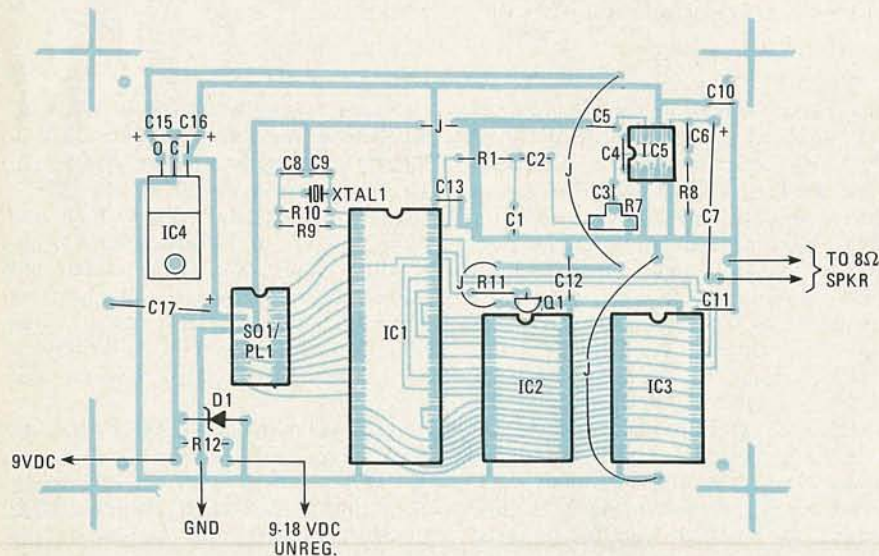 C10
C15 C16
+ +
O C I
J
C5
C6
+
C8 C9
R1
C2
C4
IC5
J
XTAL1
C13
C3
R7
R8
R10
R9
C1
C7
IC4
TO 8Ω
SPKR
J
R11
C12
C17
+
Q1
C11
SO1/
PL1
IC1
IC2
J
IC3
D1
R12
9VDC
GND
9-18 VDC
UNREG.